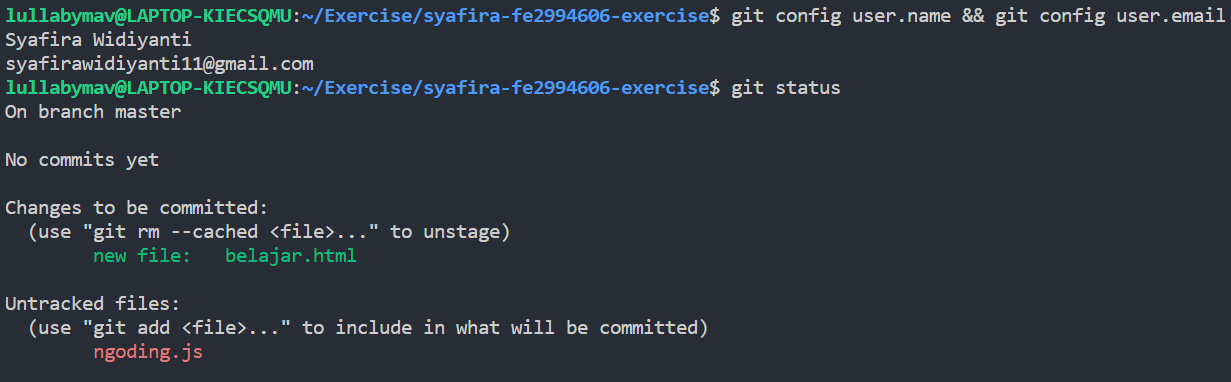 lullabymav@LAPTOP-KIECSQMU:~/Exercise/syafira-fe2994606-exercise$ git config user.name && git config user.email
Syafira Widiyanti
syafirawidiyanti11@gmail.com
lullabymav@LAPTOP-KIECSQMU:~/Exercise/syafira-fe2994606-exercise$ git status
On branch master

No commits yet

Changes to be committed:
  (use "git rm --cached <file>..." to unstage)
        new file:   belajar.html

Untracked files:
  (use "git add <file>..." to include in what will be committed)
        ngoding.js